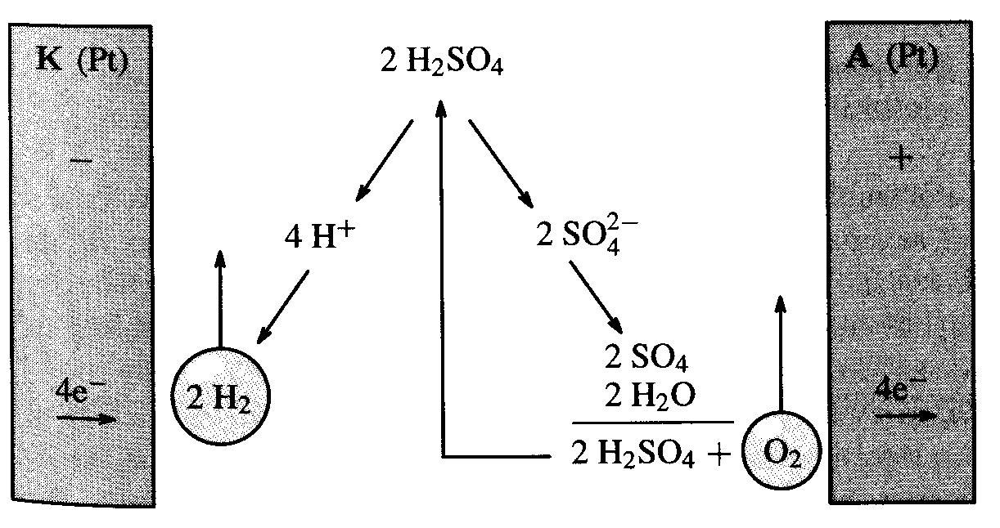 K (Pt)
2 H₂SO₄
A (Pt)
−
+
4 H⁺
2 SO₄²⁻
2 SO₄
4e⁻
2 H₂
2 H₂O
4e⁻
2 H₂SO₄ + O₂